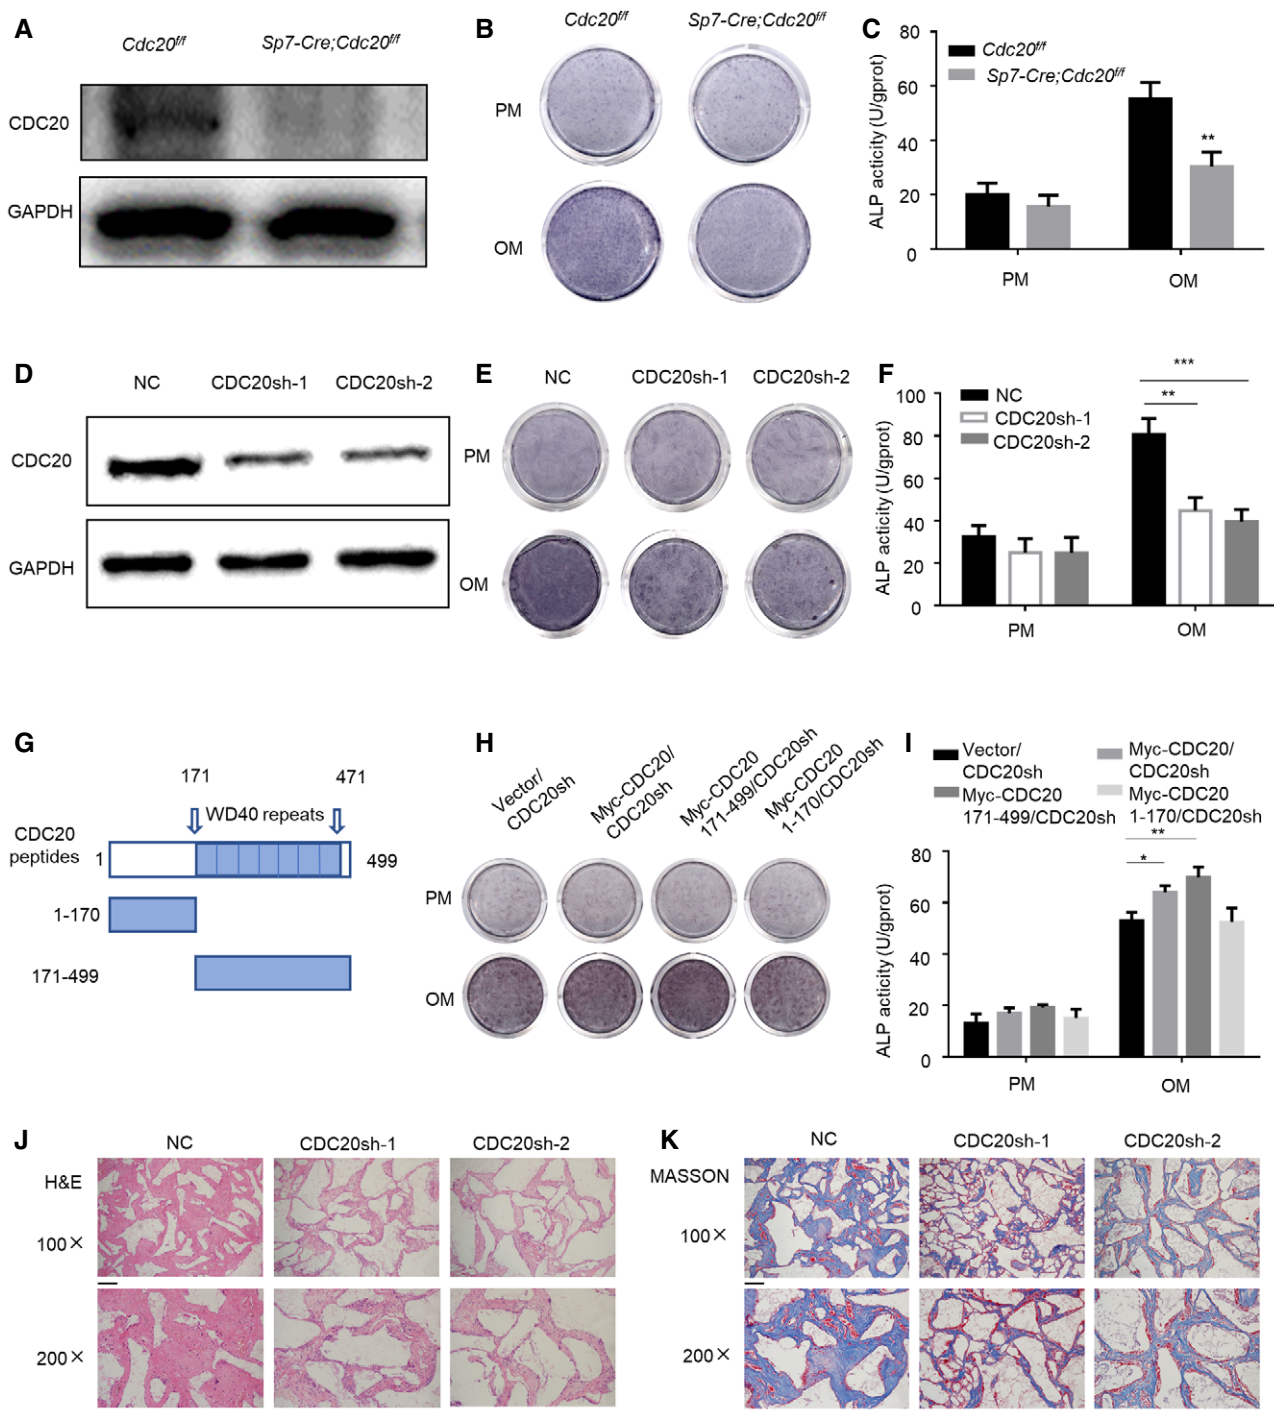 A
Cdc20f/f
Sp7-Cre;Cdc20f/f
CDC20
GAPDH
B
Cdc20f/f
Sp7-Cre;Cdc20f/f
PM
OM
C
80
60
40
20
0
ALP acticity (U/gprot)
Cdc20f/f
Sp7-Cre;Cdc20f/f
**
PM
OM
D
NC
CDC20sh-1
CDC20sh-2
CDC20
GAPDH
E
NC
CDC20sh-1
CDC20sh-2
PM
OM
F
100
80
60
40
20
0
ALP acticity (U/gprot)
NC
CDC20sh-1
CDC20sh-2
***
**
PM
OM
G
171
471
WD40 repeats
CDC20
peptides
1
499
1-170
171-499
H
Vector/
CDC20sh
Myc-CDC20/
CDC20sh
Myc-CDC20
171-499/CDC20sh
Myc-CDC20
1-170/CDC20sh
PM
OM
I
Vector/
CDC20sh
Myc-CDC20
171-499/CDC20sh
Myc-CDC20/
CDC20sh
Myc-CDC20
1-170/CDC20sh
**
*
80
60
40
20
0
ALP acticity (U/gprot)
PM
OM
J
NC
CDC20sh-1
CDC20sh-2
H&E
100×
200×
K
NC
CDC20sh-1
CDC20sh-2
MASSON
100×
200×